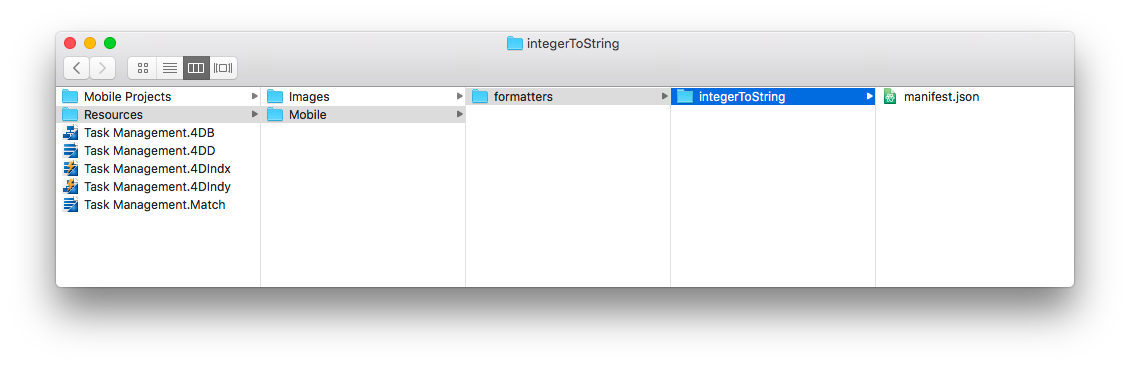 integerToString
Mobile Projects
Resources
Task Management.4DB
Task Management.4DD
Task Management.4DIndx
Task Management.4DIndy
Task Management.Match
Images
Mobile
formatters
integerToString
manifest.json